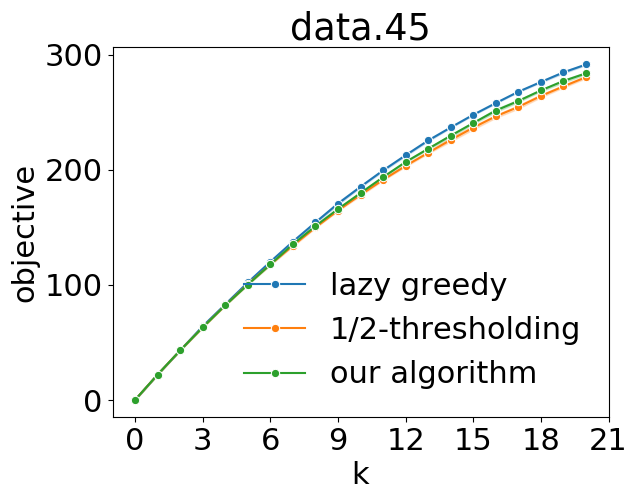 data.45
300
200
100
0
objective
lazy greedy
1/2-thresholding
our algorithm
0 3 6 9 12 15 18 21
k